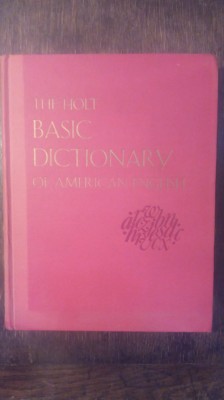 THE HOLT
BASIC
DICTIONARY
OF AMERICAN ENGLISH